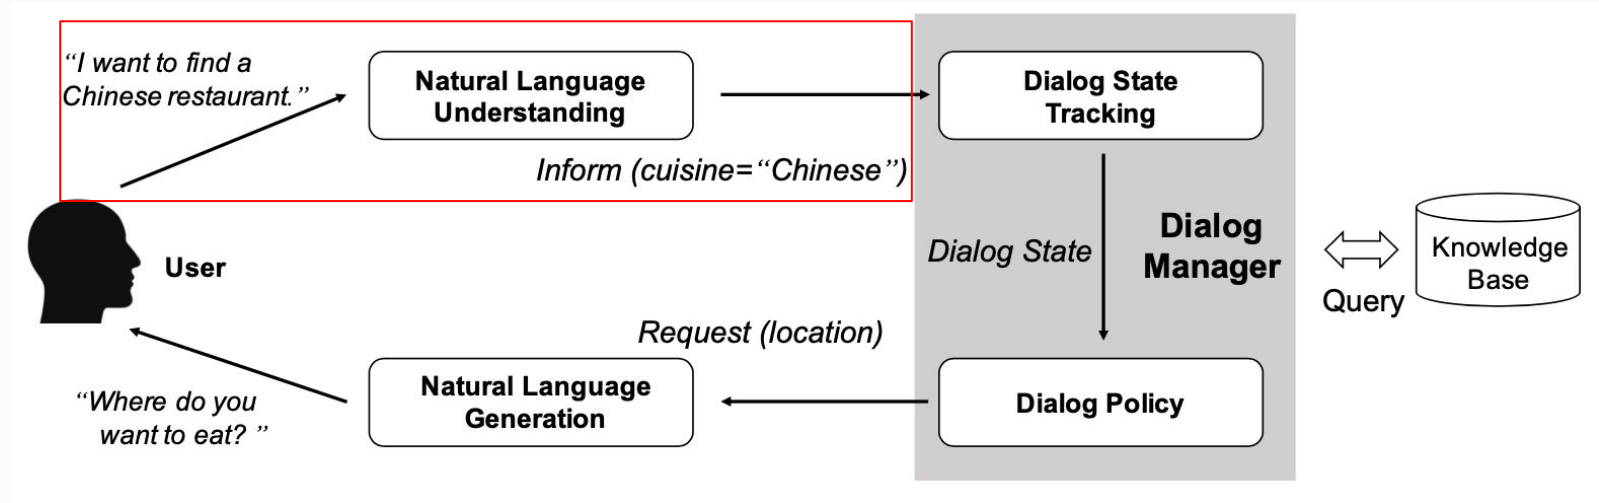 “I want to find a
Chinese restaurant.”
Natural Language
Understanding
Dialog State
Tracking
Inform (cuisine=“Chinese”)
User
Dialog State
Dialog
Manager
Knowledge
Base
Query
Request (location)
“Where do you
want to eat? ”
Natural Language
Generation
Dialog Policy